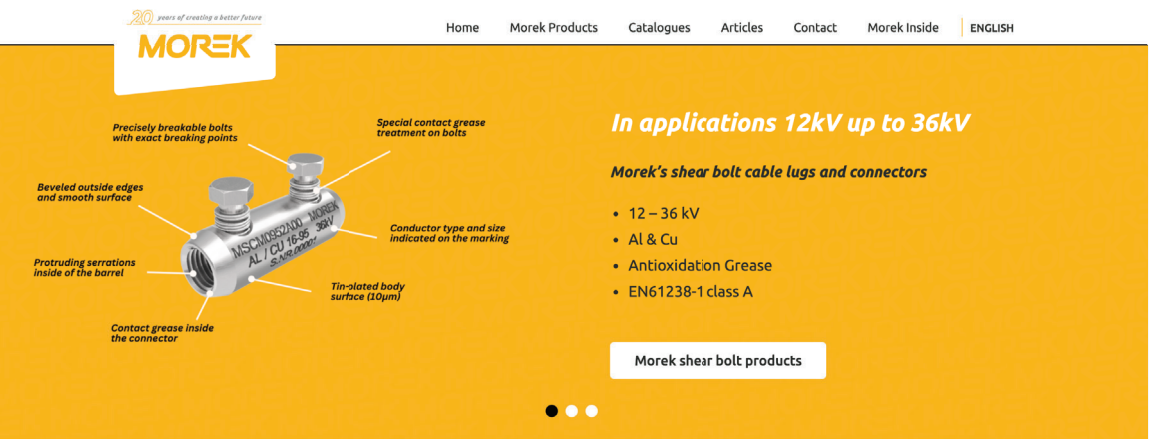 20 years of creating a better future
MOREK
Home Morek Products Catalogues Articles Contact Morek Inside ENGLISH
Precisely breakable bolts
with exact breaking points
Special contact grease
treatment on bolts
Beveled outside edges
and smooth surface
MSCM0952A00 MOREK
AL / CU 16-95 36kV
S.NR.00001
Conductor type and size
indicated on the marking
Protruding serrations
inside of the barrel
Tin-plated body
surface (10µm)
Contact grease inside
the connector
In applications 12kV up to 36kV
Morek's shear bolt cable lugs and connectors
• 12 – 36 kV
• Al & Cu
• Antioxidation Grease
• EN61238-1 class A
Morek shear bolt products